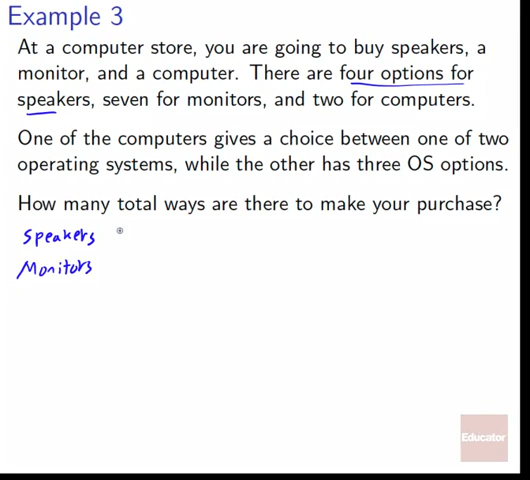 Example 3
At a computer store, you are going to buy speakers, a
monitor, and a computer. There are four options for
speakers, seven for monitors, and two for computers.
One of the computers gives a choice between one of two
operating systems, while the other has three OS options.
How many total ways are there to make your purchase?
Speakers
Monitors
Educator